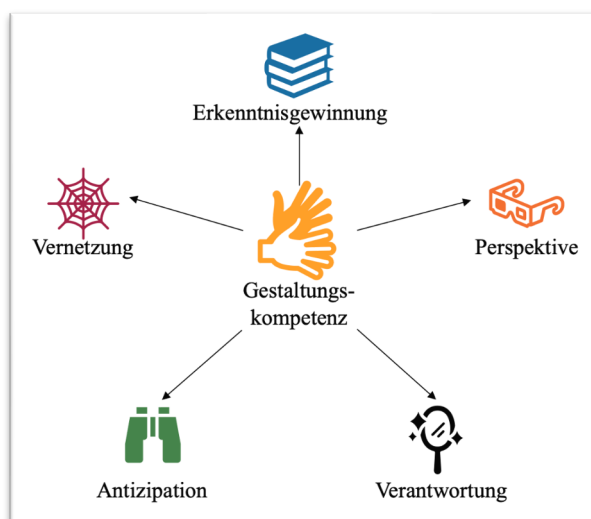 Erkenntnisgewinnung
Vernetzung
Perspektive
Gestaltungs-
kompetenz
Antizipation
Verantwortung